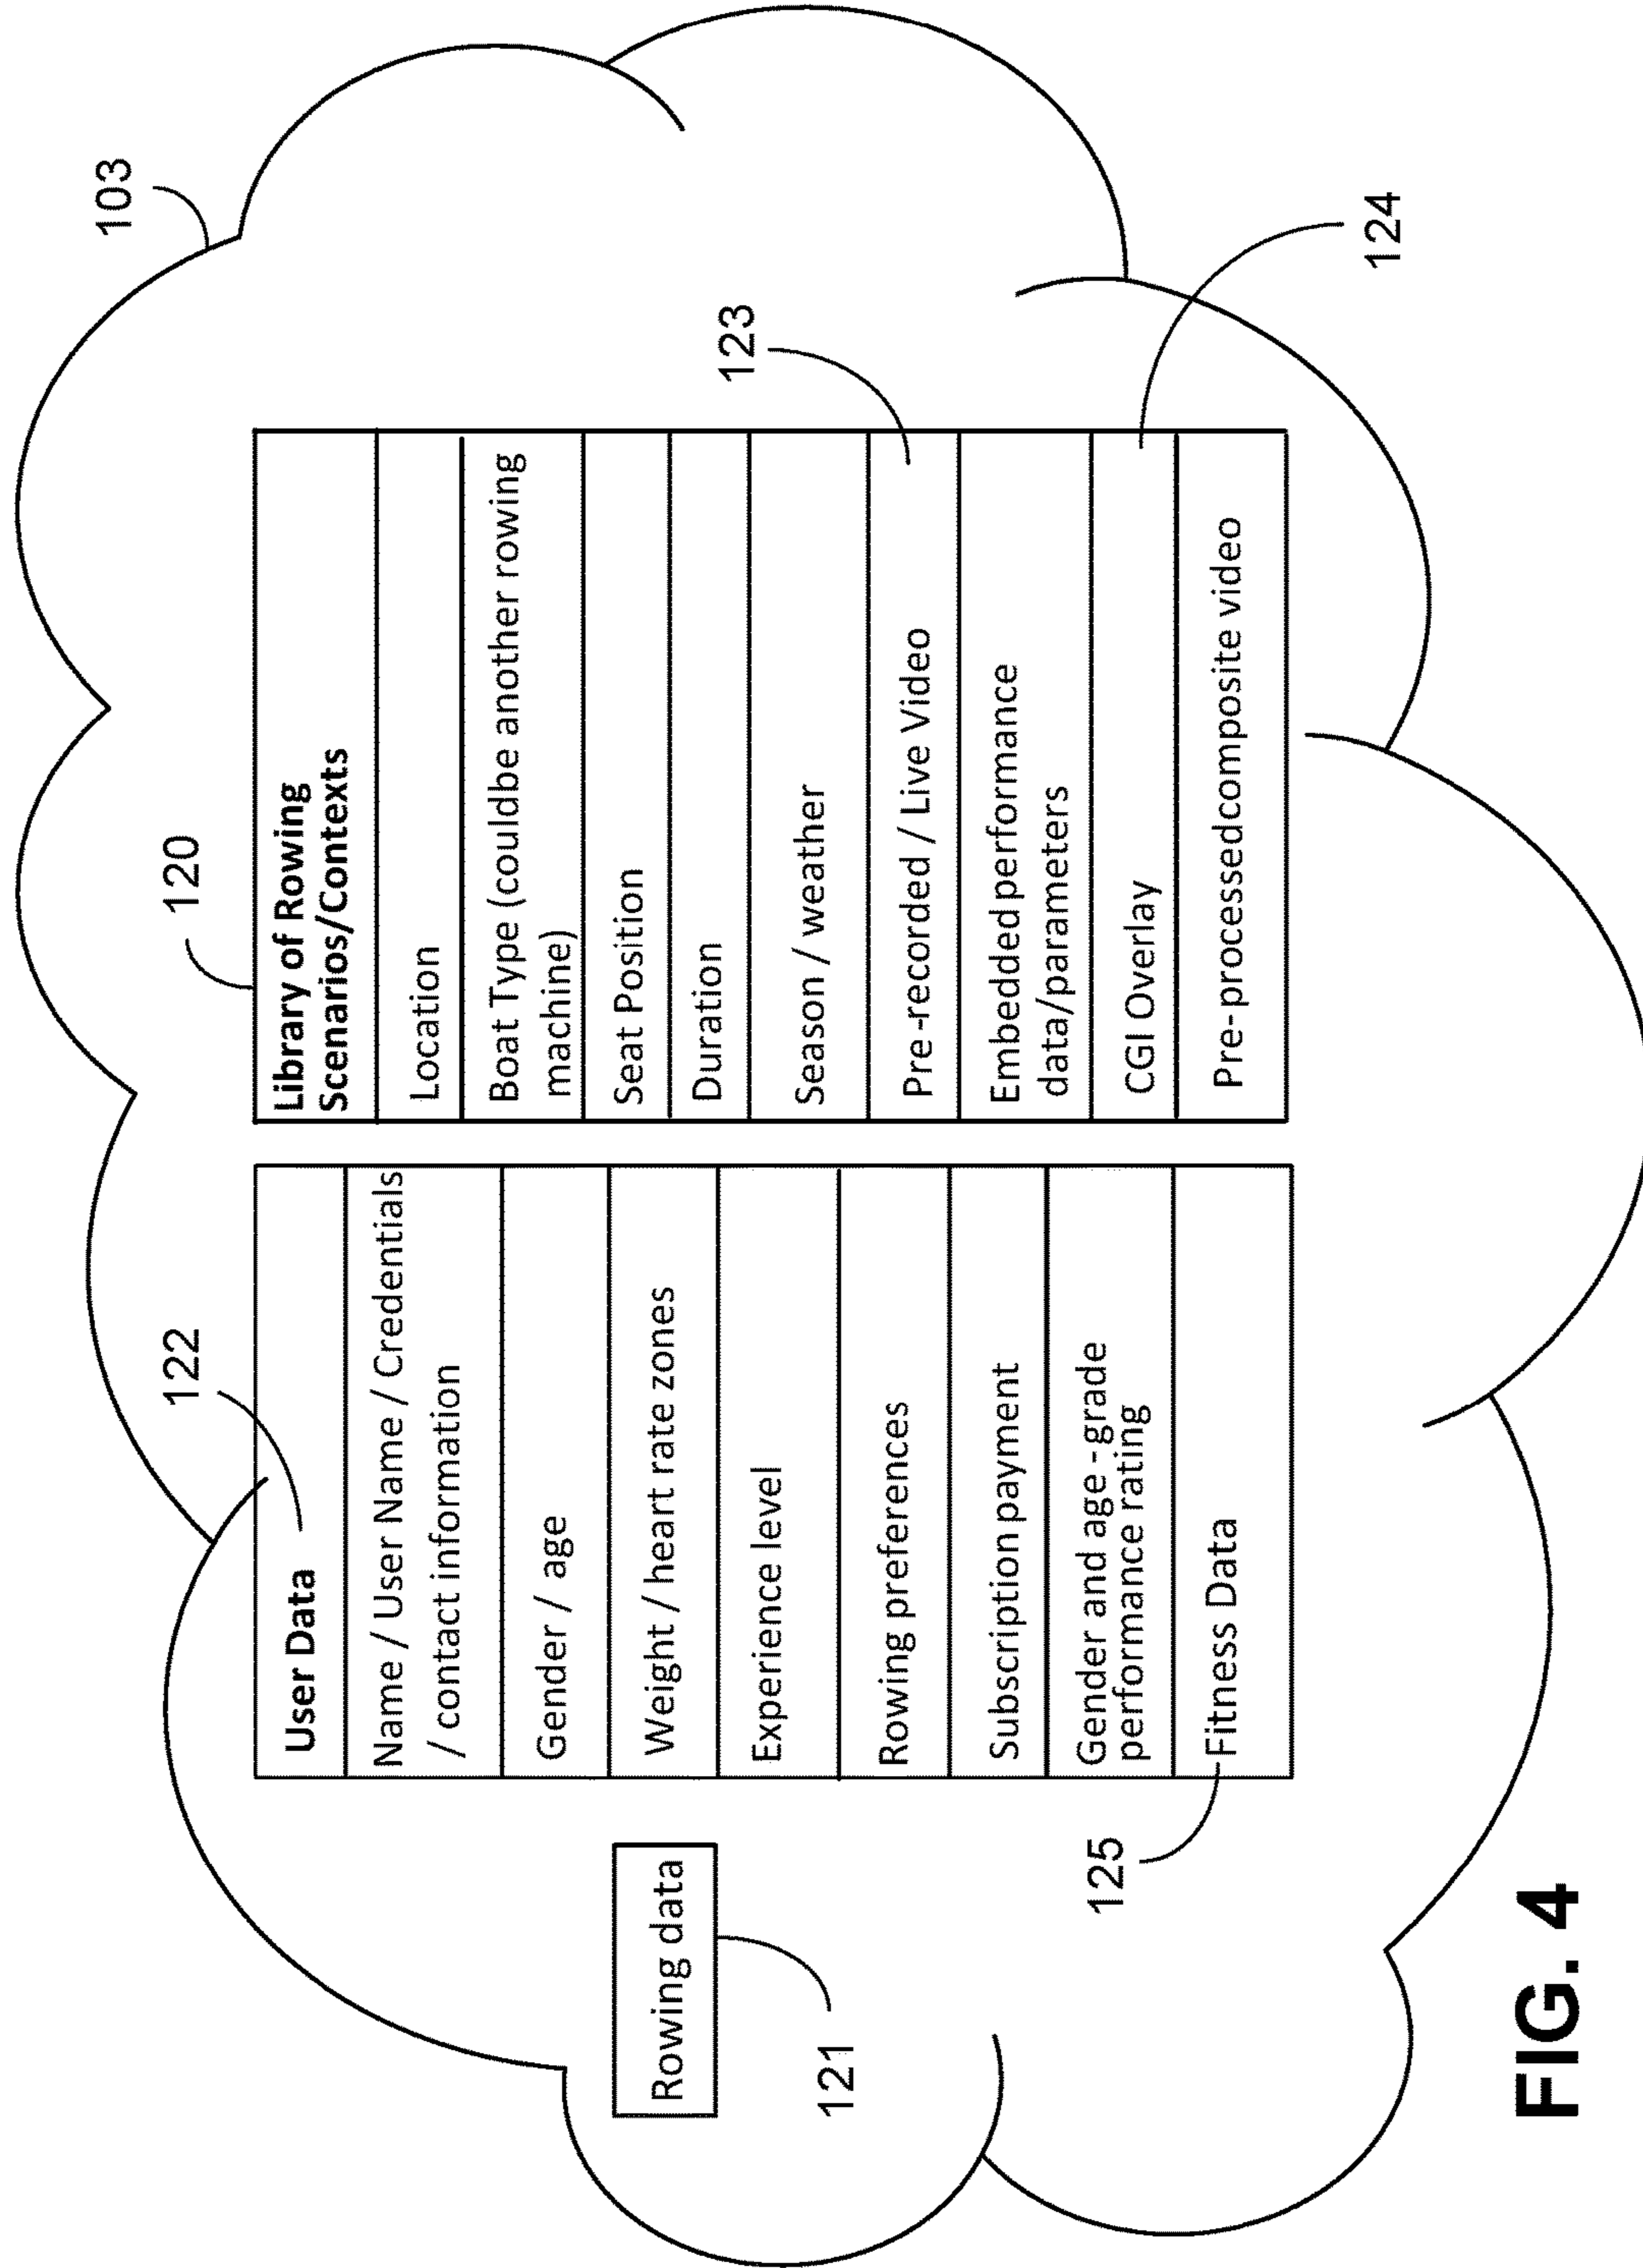 103
120
122
Library of Rowing
Scenarios/Contexts
Location
Boat Type (couldbe another rowing
machine)
Seat Position
Duration
Season / weather
Pre -recorded / Live Video
Embedded performance
data/parameters
CGI Overlay
Pre-processedcomposite video
123
124
User Data
Name / User Name / Credentials
/ contact information
Gender / age
Weight / heart rate zones
Experience level
Rowing preferences
Subscription payment
Gender and age -grade
performance rating
Fitness Data
125
Rowing data
121
FIG. 4